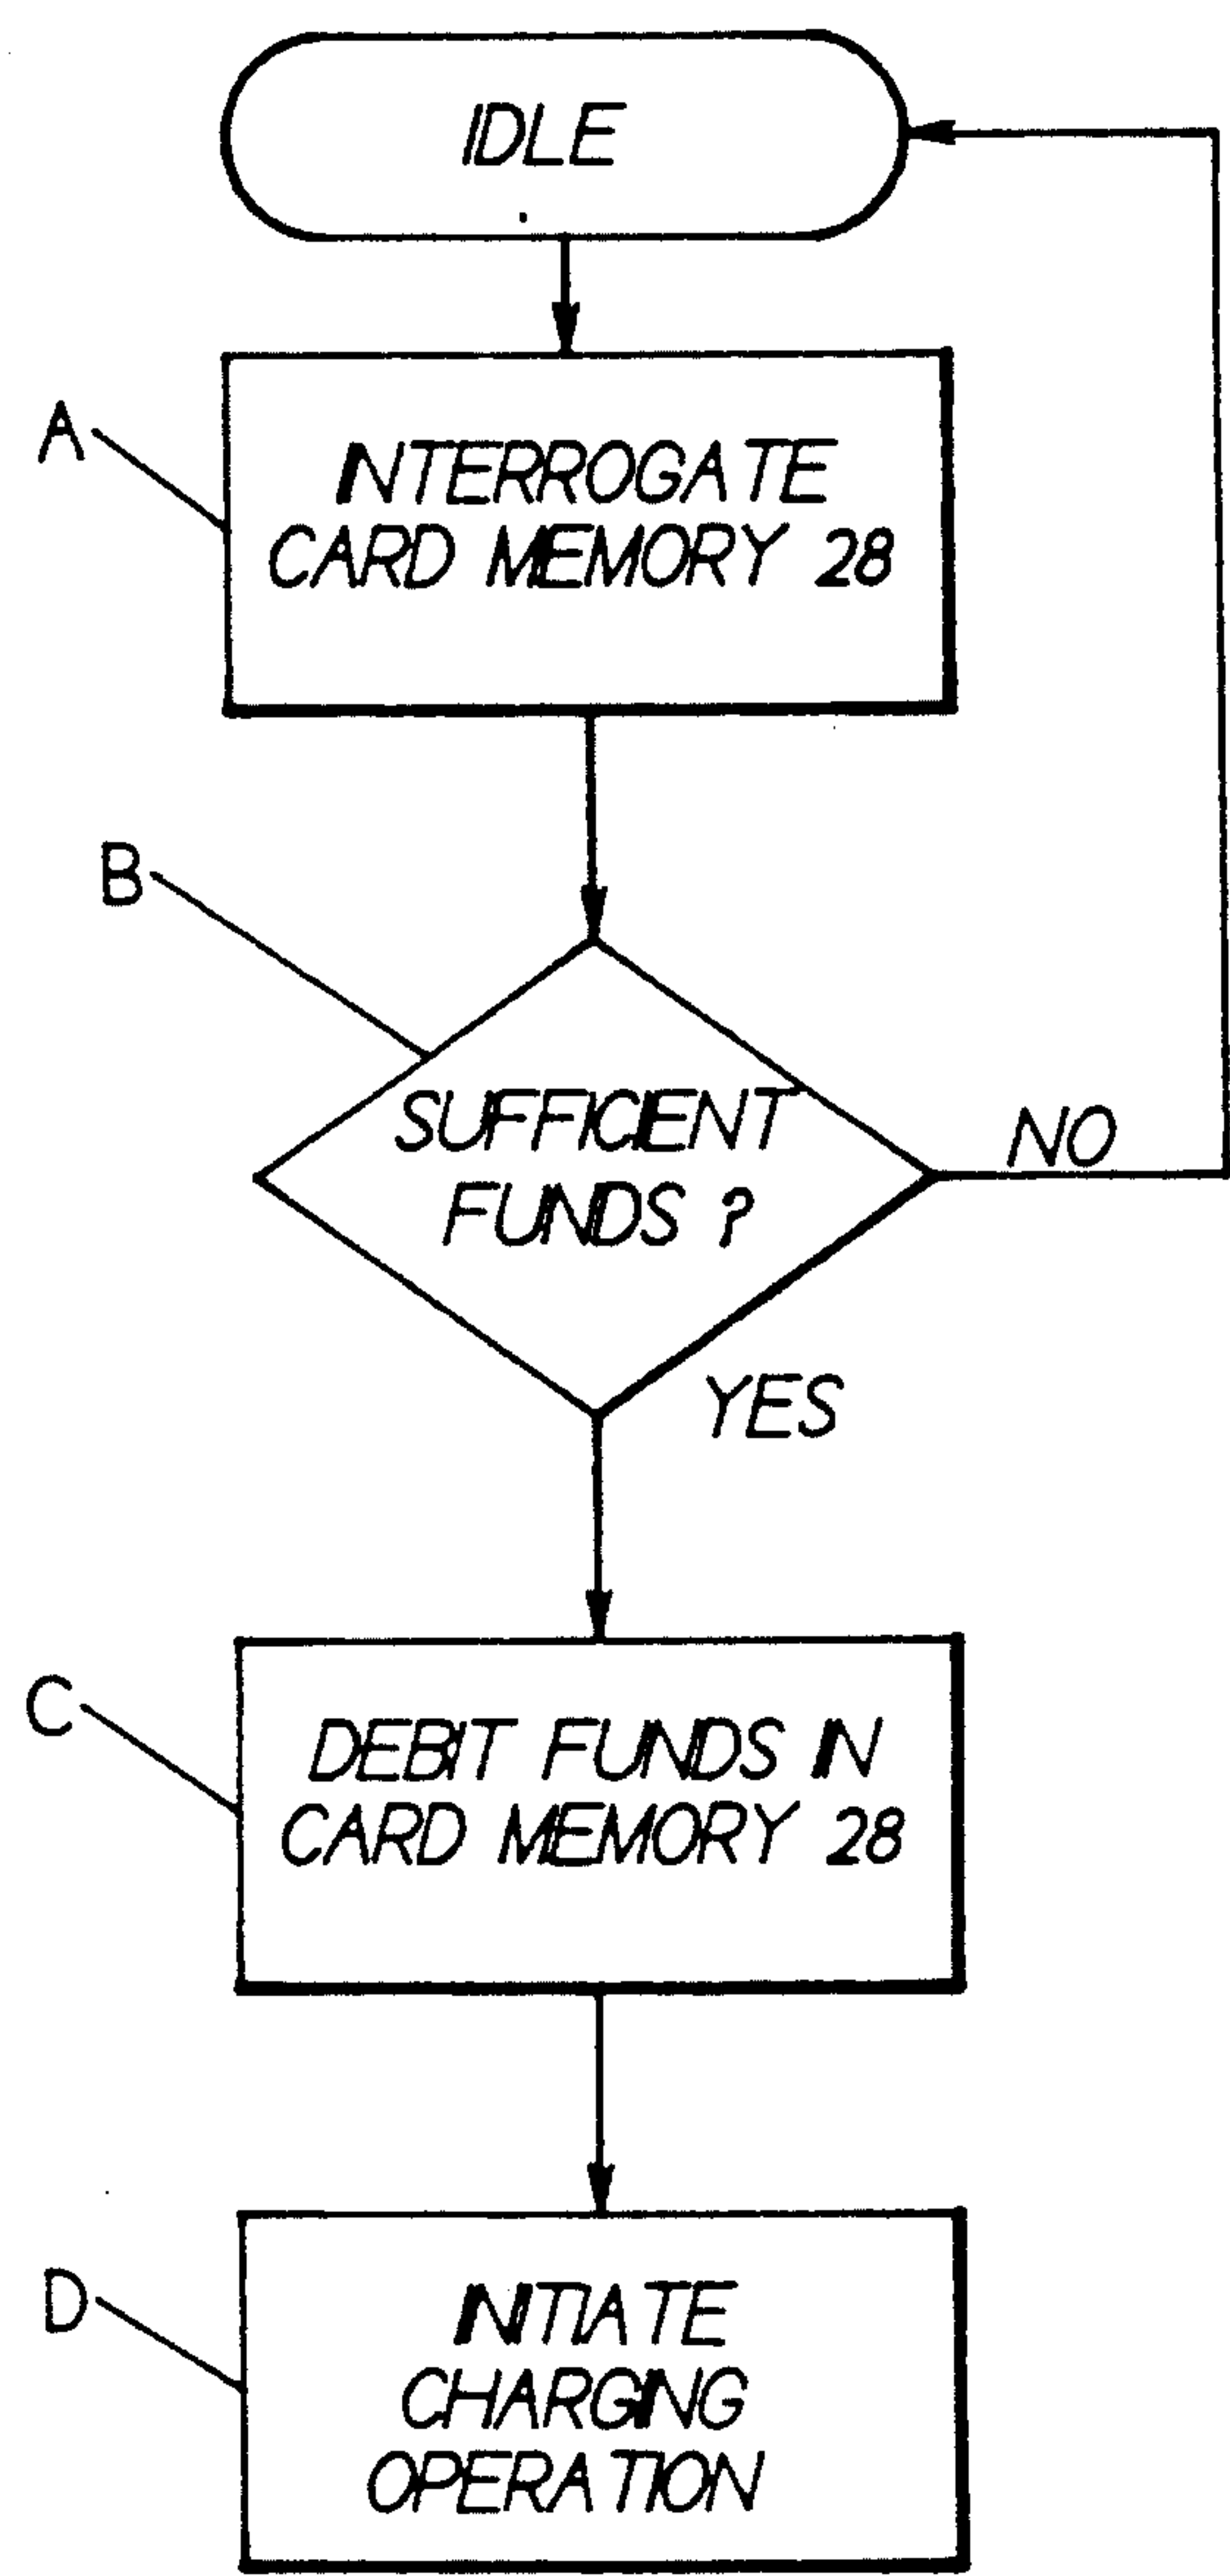 IDLE
A
INTERROGATE
CARD MEMORY 28
B
SUFFICIENT
FUNDS ?
NO
YES
C
DEBIT FUNDS IN
CARD MEMORY 28
D
INITIATE
CHARGING
OPERATION